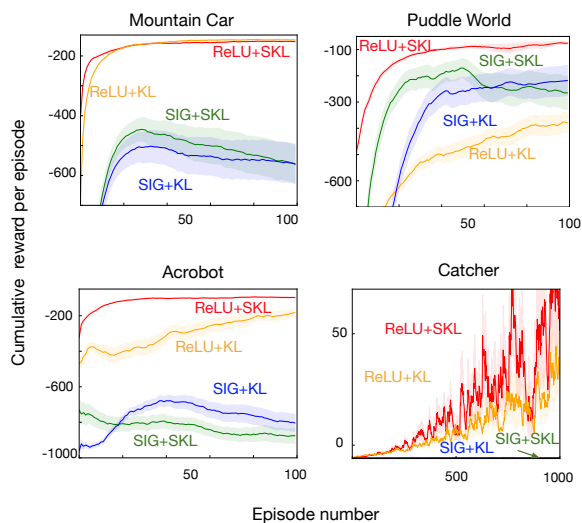 Mountain Car
Puddle World
Cumulative reward per episode
-200
-400
-600
50
100
ReLU+SKL
ReLU+KL
SIG+SKL
SIG+KL
-100
-300
-600
50
100
ReLU+SKL
SIG+SKL
SIG+KL
ReLU+KL
Acrobot
Catcher
-200
-600
-1000
50
100
ReLU+SKL
ReLU+KL
SIG+KL
SIG+SKL
50
0
500
1000
ReLU+SKL
ReLU+KL
SIG+SKL
SIG+KL
Episode number